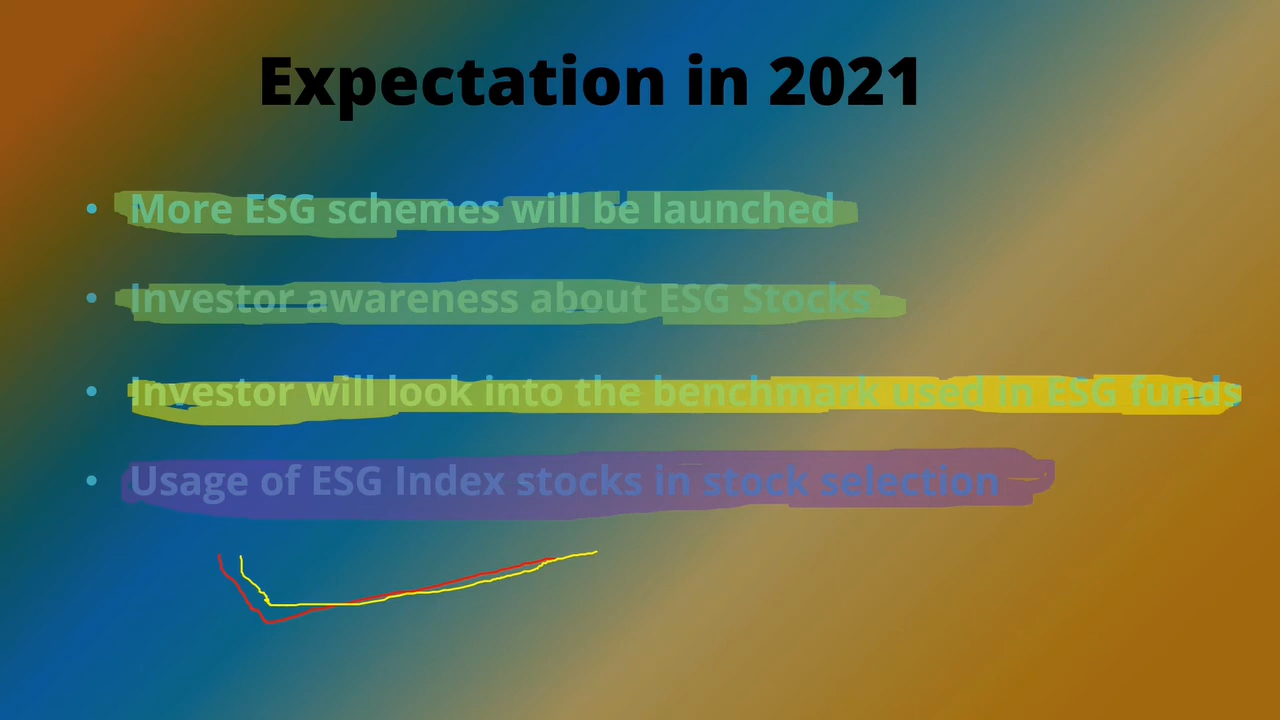 Expectation in 2021
• More ESG schemes will be launched
• Investor awareness about ESG Stocks
• Investor will look into the benchmark used in ESG funds
• Usage of ESG Index stocks in stock selection